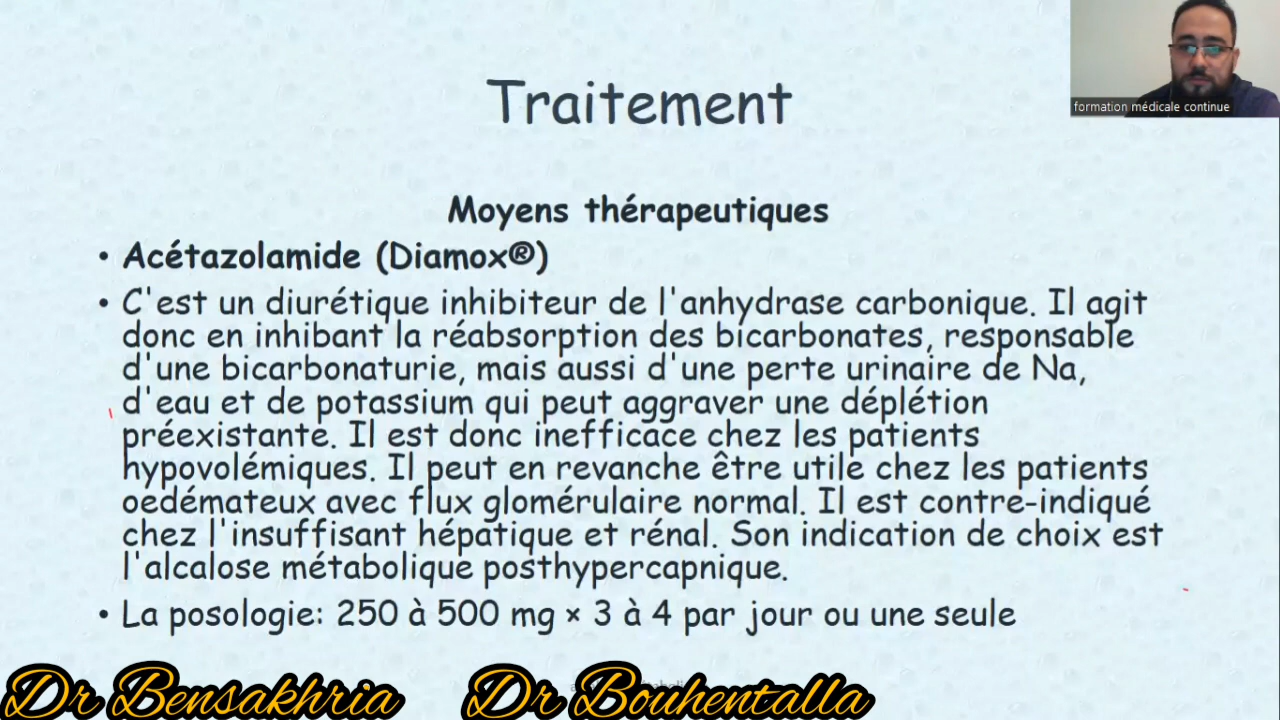 formation médicale continue
Traitement
Moyens thérapeutiques
• Acétazolamide (Diamox®)
• C'est un diurétique inhibiteur de l'anhydrase carbonique. Il agit
donc en inhibant la réabsorption des bicarbonates, responsable
d'une bicarbonaturie, mais aussi d'une perte urinaire de Na,
d'eau et de potassium qui peut aggraver une déplétion
préexistante. Il est donc inefficace chez les patients
hypovolémiques. Il peut en revanche être utile chez les patients
oedémateux avec flux glomérulaire normal. Il est contre-indiqué
chez l'insuffisant hépatique et rénal. Son indication de choix est
l'alcalose métabolique posthypercapnique.
• La posologie: 250 à 500 mg × 3 à 4 par jour ou une seule
Dr Bensakhria Dr Bouhentalla